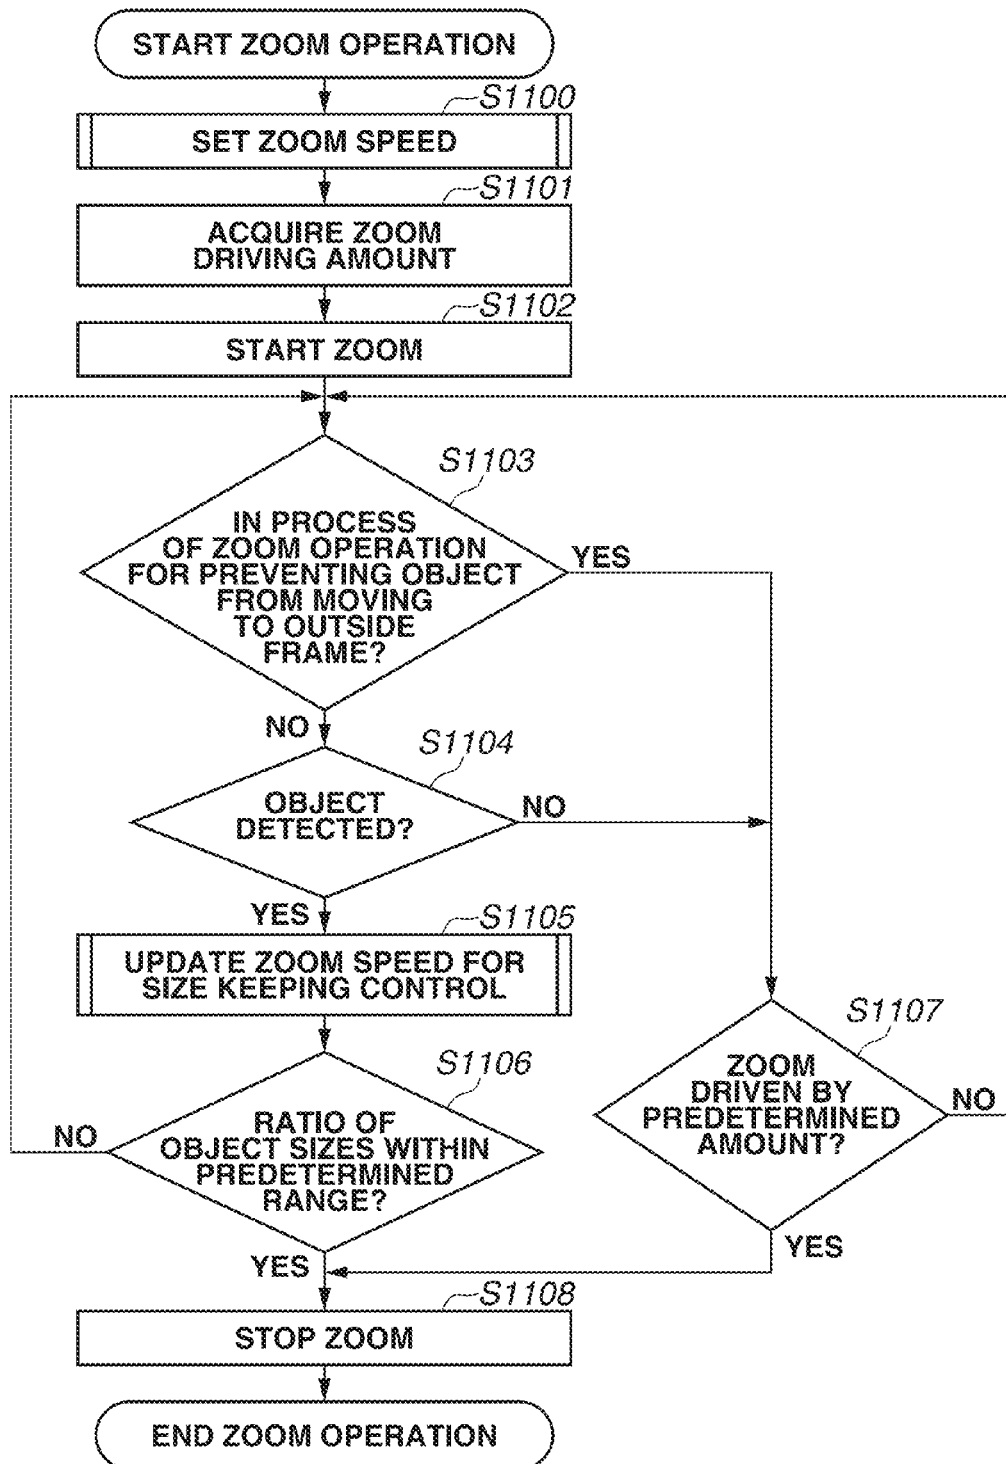 START ZOOM OPERATION
S1100
SET ZOOM SPEED
S1101
ACQUIRE ZOOM
DRIVING AMOUNT
S1102
START ZOOM
S1103
IN PROCESS
OF ZOOM OPERATION
FOR PREVENTING OBJECT
FROM MOVING
TO OUTSIDE
FRAME?
YES
NO
S1104
OBJECT
DETECTED?
NO
YES
S1105
UPDATE ZOOM SPEED FOR
SIZE KEEPING CONTROL
S1106
RATIO OF
OBJECT SIZES WITHIN
PREDETERMINED
RANGE?
NO
YES
S1107
ZOOM
DRIVEN BY
PREDETERMINED
AMOUNT?
NO
YES
S1108
STOP ZOOM
END ZOOM OPERATION